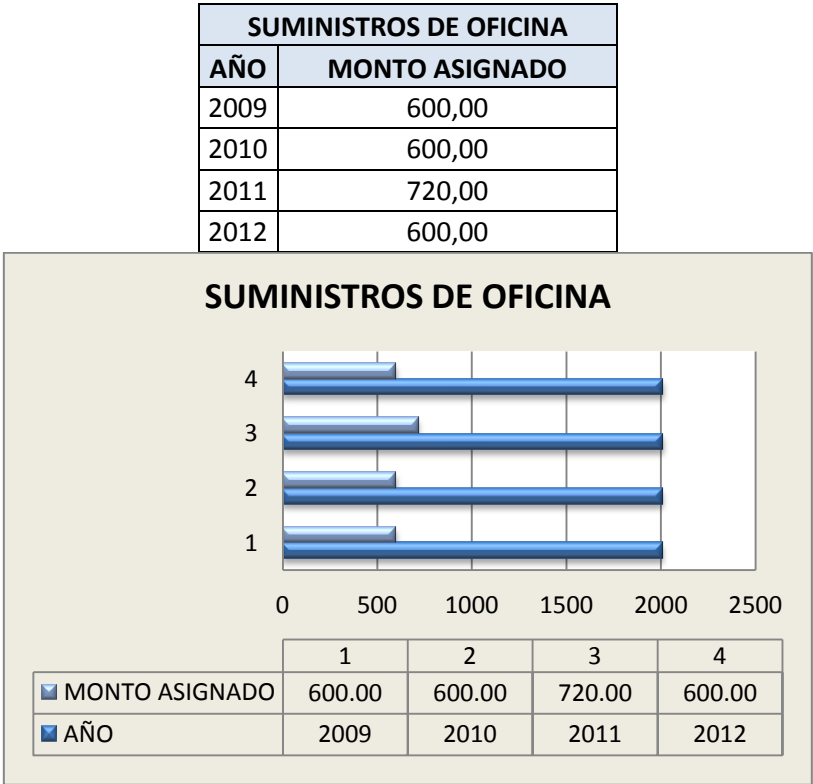 SUMINISTROS DE OFICINA
AÑO MONTO ASIGNADO
2009 600,00
2010 600,00
2011 720,00
2012 600,00
SUMINISTROS DE OFICINA
4
3
2
1
0 500 1000 1500 2000 2500
1 2 3 4
MONTO ASIGNADO 600.00 600.00 720.00 600.00
AÑO 2009 2010 2011 2012